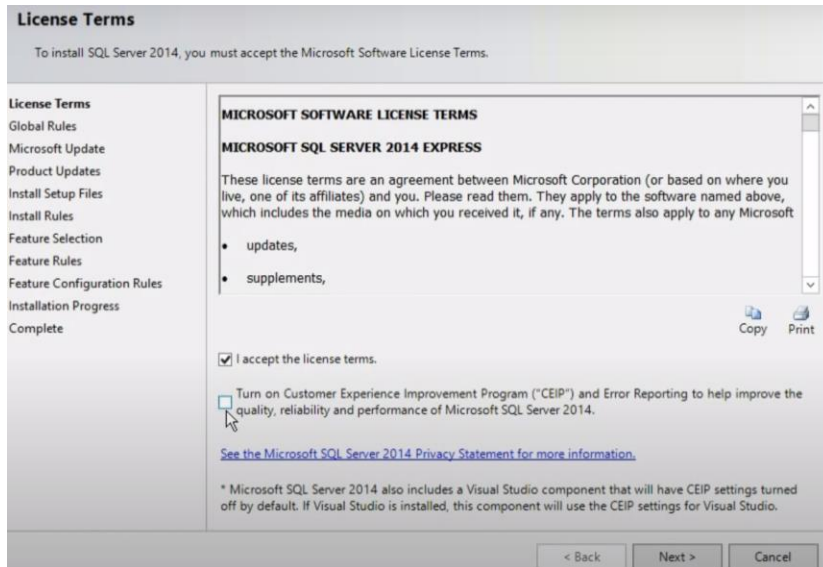 License Terms
To install SQL Server 2014, you must accept the Microsoft Software License Terms.
License Terms
Global Rules
Microsoft Update
Product Updates
Install Setup Files
Install Rules
Feature Selection
Feature Rules
Feature Configuration Rules
Installation Progress
Complete
MICROSOFT SOFTWARE LICENSE TERMS
MICROSOFT SQL SERVER 2014 EXPRESS
These license terms are an agreement between Microsoft Corporation (or based on where you
live, one of its affiliates) and you. Please read them. They apply to the software named above,
which includes the media on which you received it, if any. The terms also apply to any Microsoft
• updates,
• supplements,
Copy Print
I accept the license terms.
Turn on Customer Experience Improvement Program ("CEIP") and Error Reporting to help improve the
quality, reliability and performance of Microsoft SQL Server 2014.
See the Microsoft SQL Server 2014 Privacy Statement for more information.
* Microsoft SQL Server 2014 also includes a Visual Studio component that will have CEIP settings turned
off by default. If Visual Studio is installed, this component will use the CEIP settings for Visual Studio.
< Back Next > Cancel